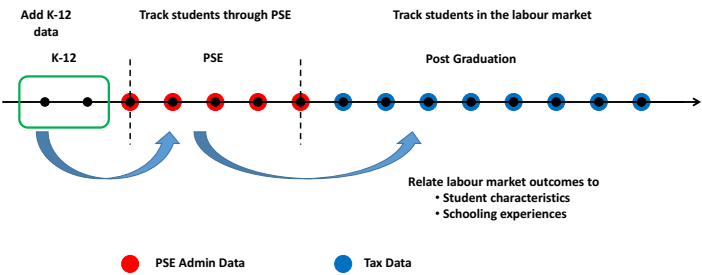 Add K-12
data
Track students through PSE
Track students in the labour market
K-12
PSE
Post Graduation
Relate labour market outcomes to
• Student characteristics
• Schooling experiences
PSE Admin Data
Tax Data